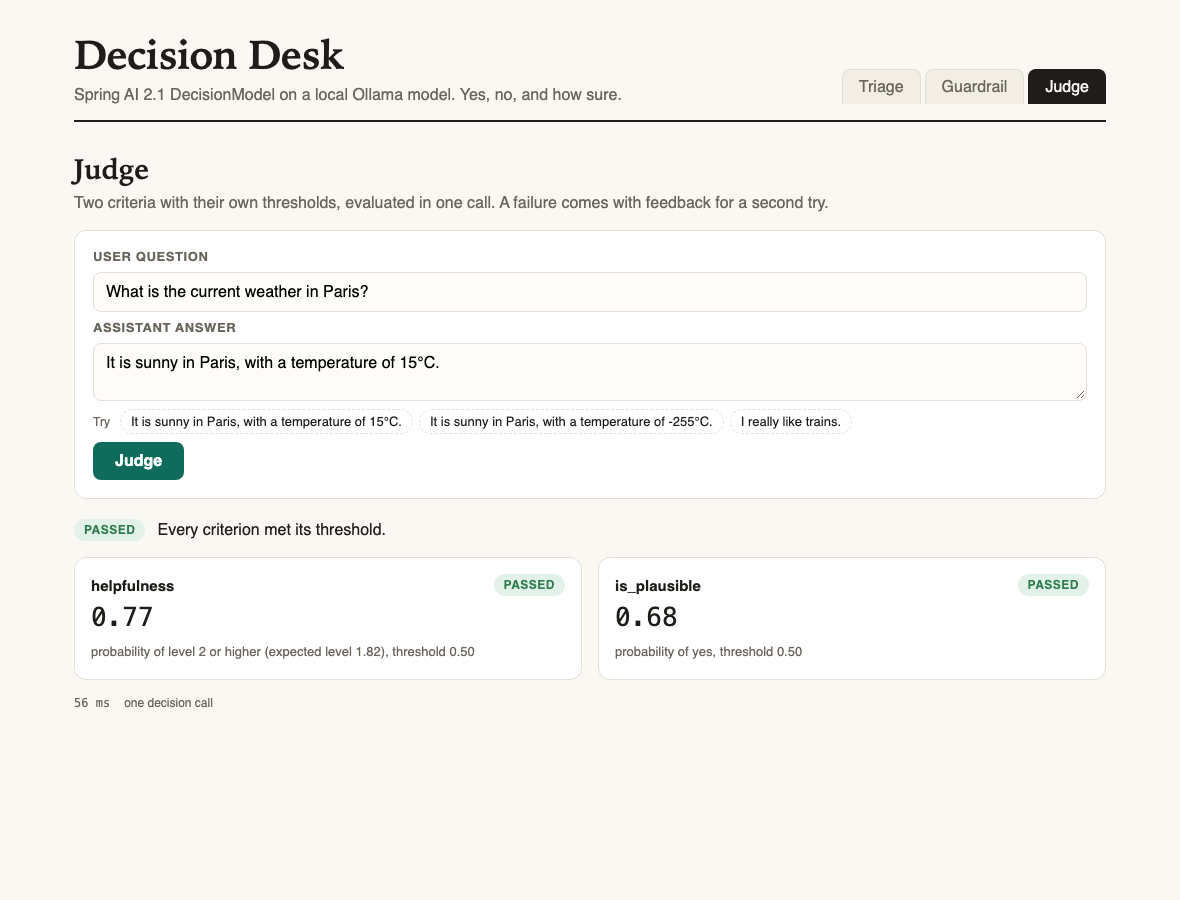 Decision Desk
Spring AI 2.1 DecisionModel on a local Ollama model. Yes, no, and how sure.
Triage Guardrail Judge
Judge
Two criteria with their own thresholds, evaluated in one call. A failure comes with feedback for a second try.
USER QUESTION
What is the current weather in Paris?
ASSISTANT ANSWER
It is sunny in Paris, with a temperature of 15°C.
Try It is sunny in Paris, with a temperature of 15°C. It is sunny in Paris, with a temperature of -255°C. I really like trains.
Judge
PASSED Every criterion met its threshold.
helpfulness PASSED
0.77
probability of level 2 or higher (expected level 1.82), threshold 0.50
is_plausible PASSED
0.68
probability of yes, threshold 0.50
56 ms one decision call